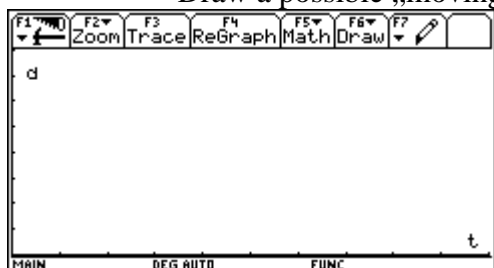 Draw a possible „moving
F1 F2 F3 F4 F5 F6 F7
Zoom Trace ReGraph Math Draw
d
t
MAIN DEG AUTO FUNC